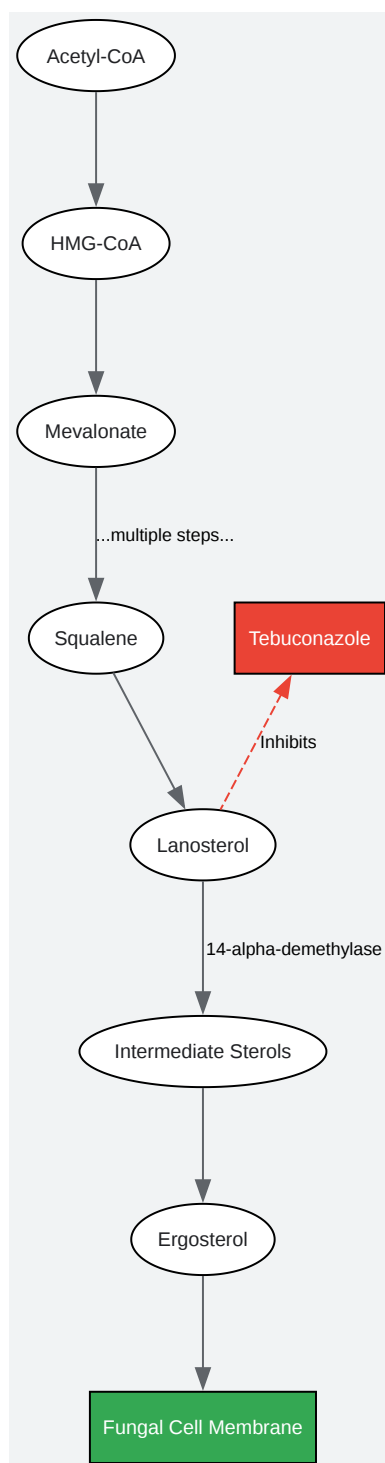 Acetyl-CoA
HMG-CoA
Mevalonate
...multiple steps...
Squalene
Tebuconazole
Inhibits
Lanosterol
14-alpha-demethylase
Intermediate Sterols
Ergosterol
Fungal Cell Membrane